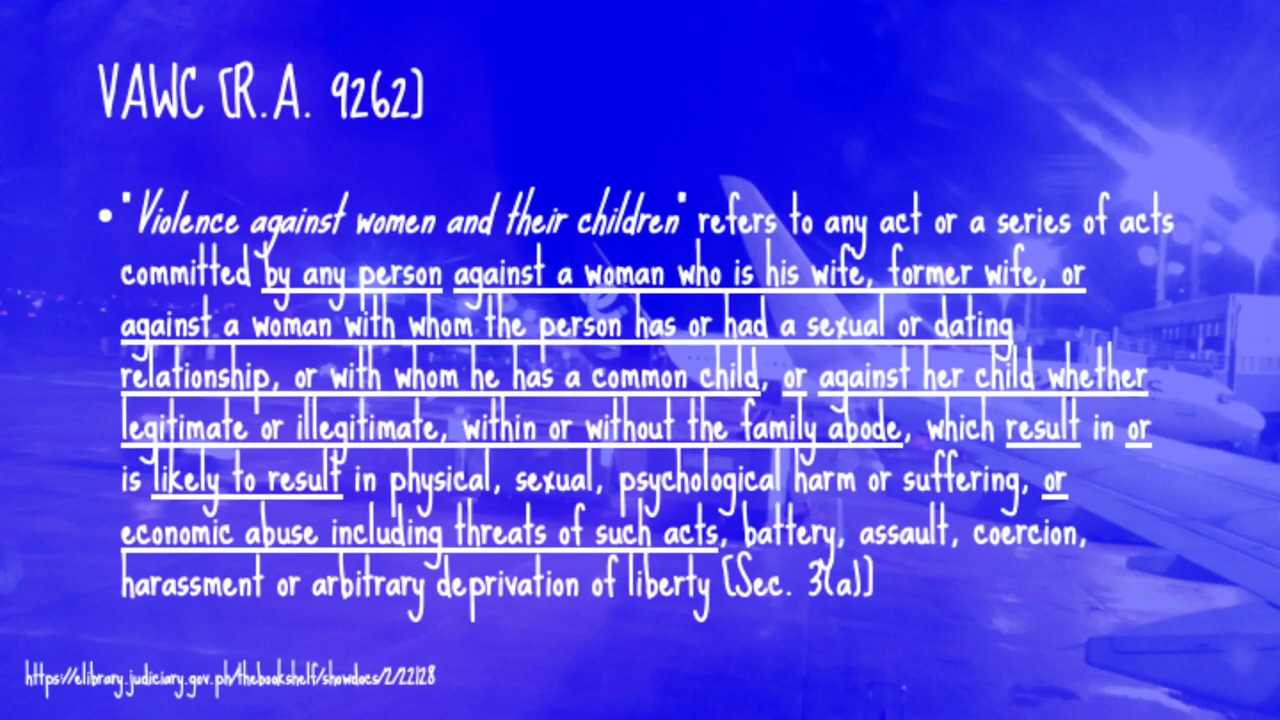 VAWC [R.A. 9262]
• "Violence against women and their children" refers to any act or a series of acts
committed by any person against a woman who is his wife, former wife, or
against a woman with whom the person has or had a sexual or dating
relationship, or with whom he has a common child, or against her child whether
legitimate or illegitimate, within or without the family abode, which result in or
is likely to result in physical, sexual, psychological harm or suffering, or
economic abuse including threats of such acts, battery, assault, coercion,
harassment or arbitrary deprivation of liberty [Sec. 3(a)]
https://elibrary.judiciary.gov.ph/thebookshelf/showdocs/2/22128